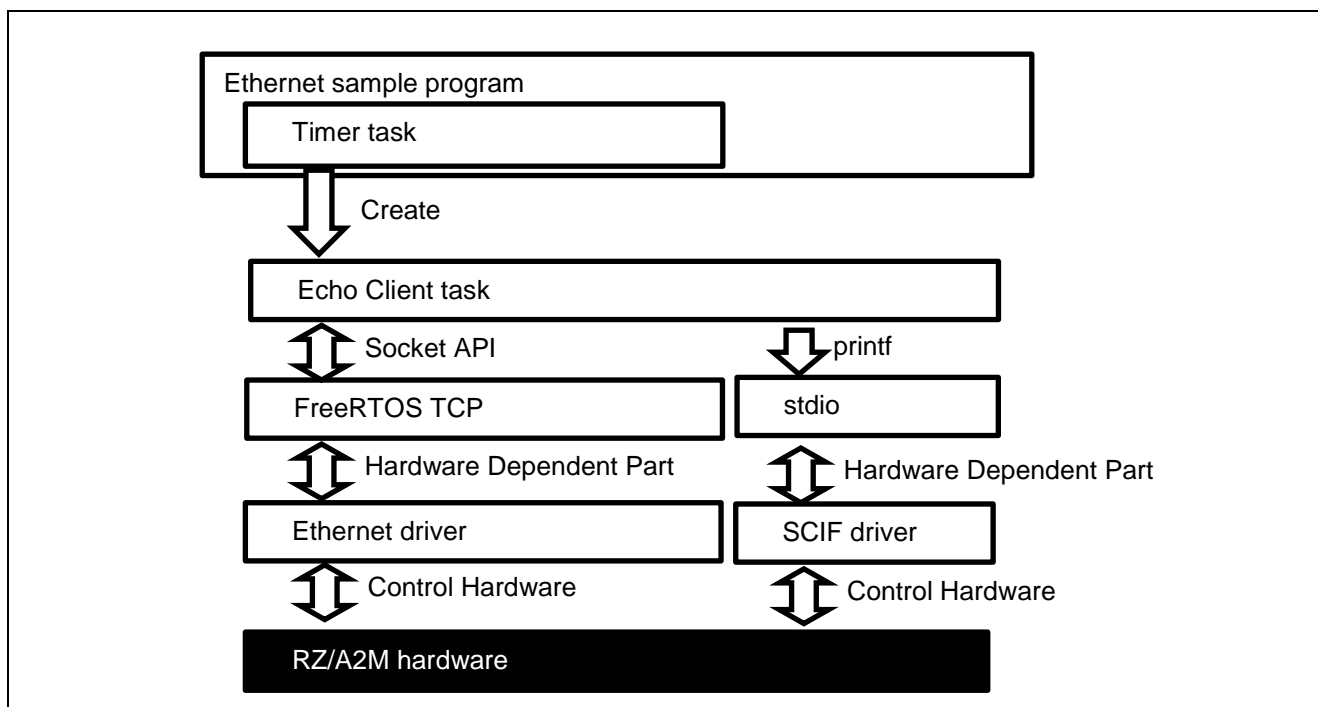 Ethernet sample program
Timer task
Create
Echo Client task
Socket API
printf
FreeRTOS TCP
stdio
Hardware Dependent Part
Hardware Dependent Part
Ethernet driver
SCIF driver
Control Hardware
Control Hardware
RZ/A2M hardware